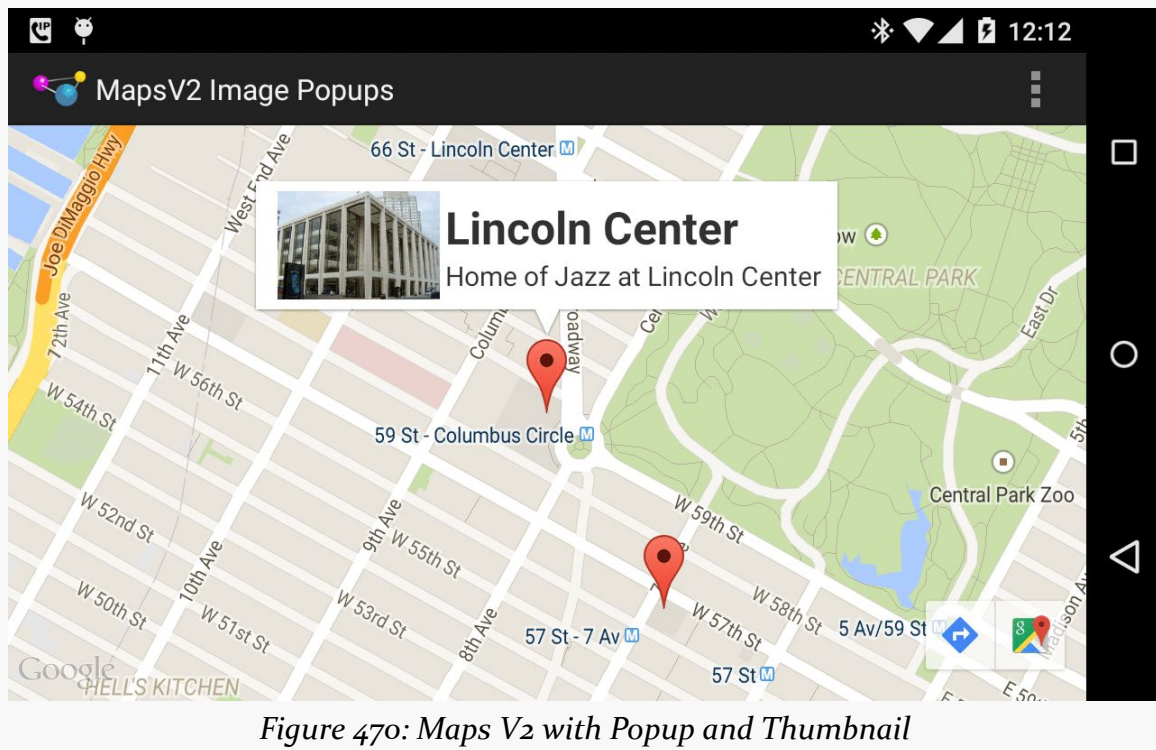 12:12
MapsV2 Image Popups
66 St - Lincoln Center M
Joe DiMaggio Hwy
West End Ave
Lincoln Center
Home of Jazz at Lincoln Center
CENTRAL PARK
East Dr
12th Ave
11th Ave
W 56th St
W 54th St
59 St - Columbus Circle M
Central Park Zoo
W 52nd St
10th Ave
9th Ave
W 55th St
W 59th St
W 50th St
W 51st St
W 53rd St
8th Ave
57 St - 7 Av M
W 57th St
W 58th St
5 Av/59 St M
57 St M
Google
HELL'S KITCHEN
Figure 470: Maps V2 with Popup and Thumbnail